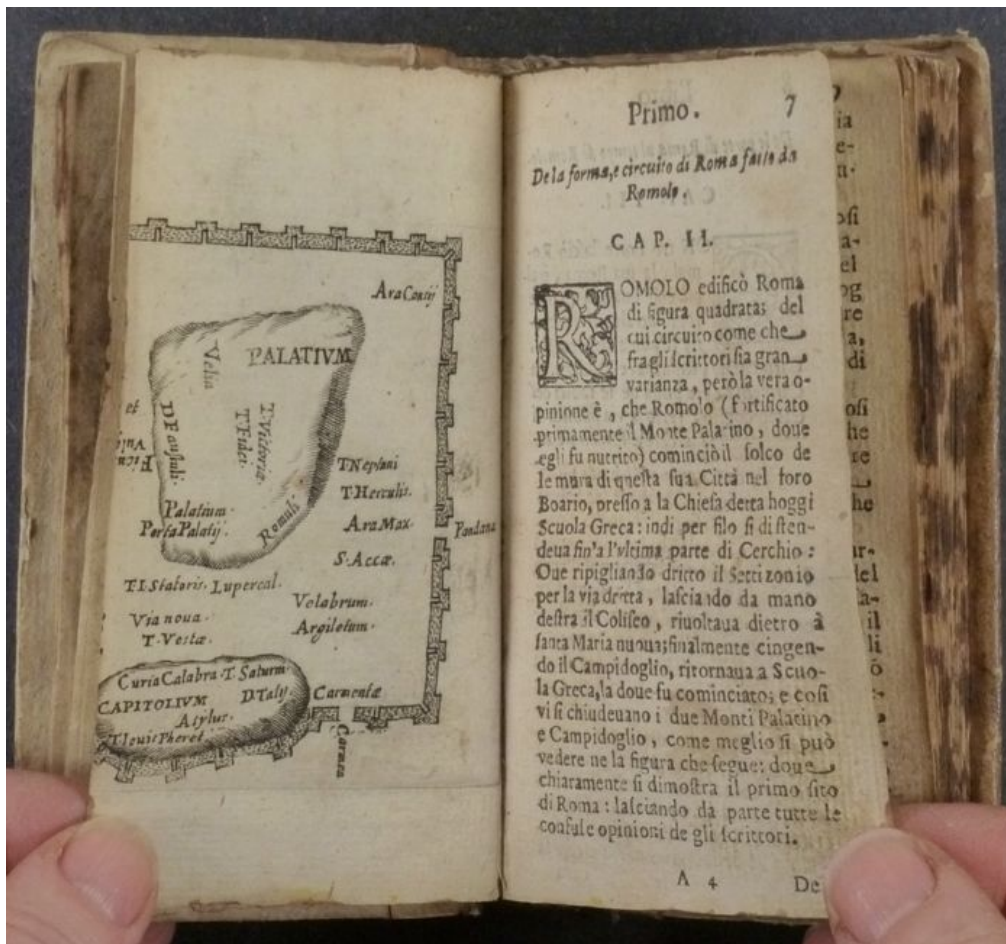 Ara Consij
PALATIVM
Velia
T. Victoriæ.
T. Fidei.
D. Faustuli.
et
T. Neptuni
T. Herculis.
Palatium.
Porta Palatij.
Romuli
Ara Max.
Pandana
S. Accæ.
T. I. Statoris. Lupercal.
Velabrum.
Via noua.
Argiletum.
T. Vestæ.
Curia Calabra. T. Saturni
CAPITOLIVM
Asylus.
Carmentæ
T. Iouis Pheret.
Primo. 7
De la forma, e circuito di Roma fatto da
Romolo.
CAP. II.
ROMOLO edificò Roma
di figura quadrata; del
cui circuito come che
fra gli scrittori sia gran
varianza, però la vera o-
pinione è, che Romolo (fortificato
primamente il Monte Palatino, doue
egli fu nutrito) cominciò il solco de
le mura di questa sua Città nel foro
Boario, presso a la Chiesa detta hoggi
Scuola Greca: indi per filo si disten-
deua fin'a l'vltima parte di Cerchio:
Oue ripigliando dritto il Settizonio
per la via dritta, lasciando da mano
destra il Coliseo, riuoltaua dietro à
santa Maria nuoua; finalmente cingen-
do il Campidoglio, ritornaua a Scuo-
la Greca, la doue fu cominciato; e cosi
vi si chiudeuano i due Monti Palatino
e Campidoglio, come meglio si può
vedere ne la figura che segue: doue
chiaramente si dimostra il primo sito
di Roma: lasciando da parte tutte le
confuse opinioni de gli scrittori.
A 4 De